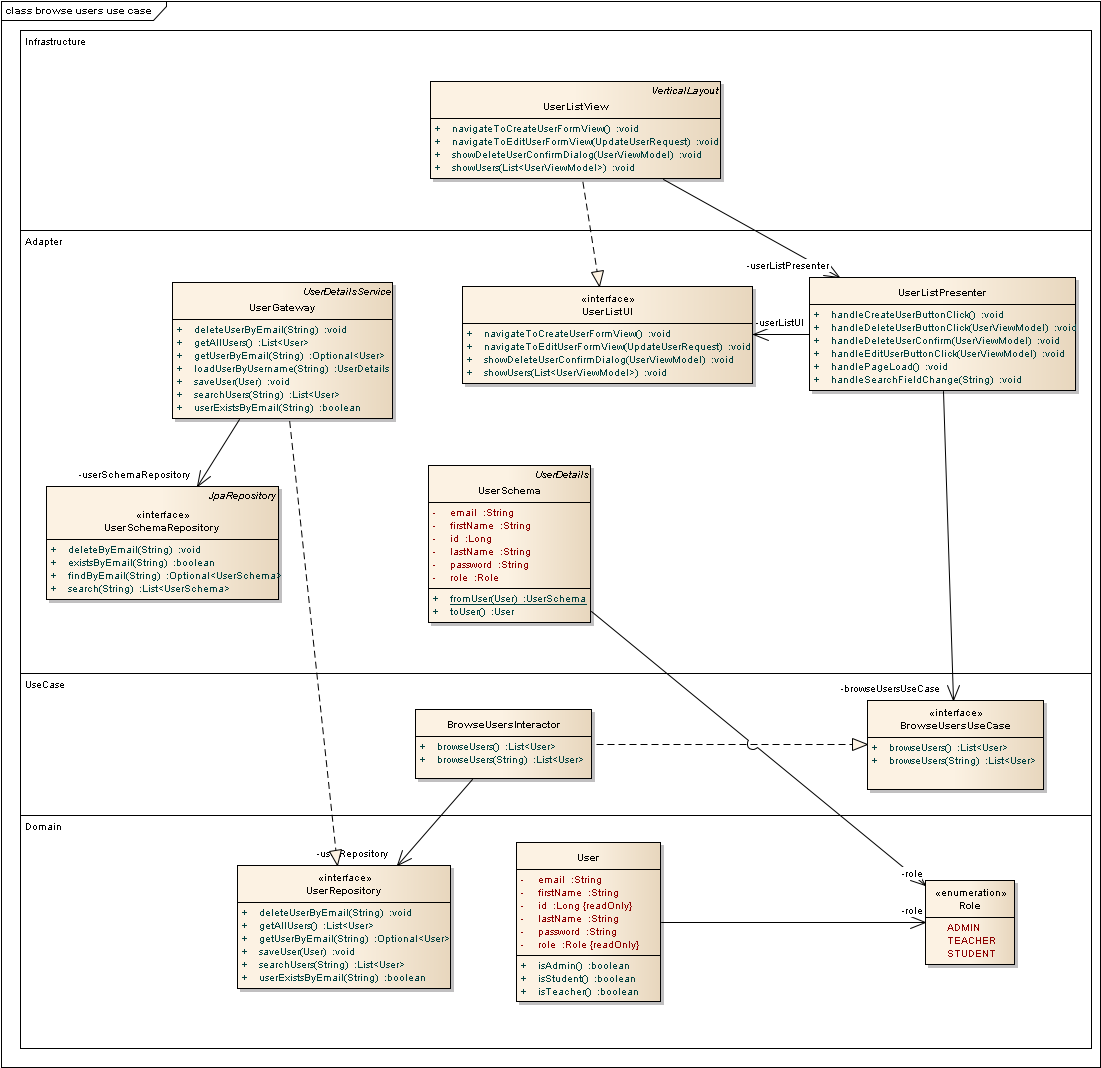 class browse users use case
Infrastructure
VerticalLayout
UserListView
+ navigateToCreateUserFormView() :void
+ navigateToEditUserFormView(UpdateUserRequest) :void
+ showDeleteUserConfirmDialog(UserViewModel) :void
+ showUsers(List<UserViewModel>) :void
Adapter
-userListPresenter
UserDetailsService
UserGateway
+ deleteUserByEmail(String) :void
+ getAllUsers() :List<User>
+ getUserByEmail(String) :Optional<User>
+ loadUserByUsername(String) :UserDetails
+ saveUser(User) :void
+ searchUsers(String) :List<User>
+ userExistsByEmail(String) :boolean
«interface»
UserListUI
+ navigateToCreateUserFormView() :void
+ navigateToEditUserFormView(UpdateUserRequest) :void
+ showDeleteUserConfirmDialog(UserViewModel) :void
+ showUsers(List<UserViewModel>) :void
-userListUI
UserListPresenter
+ handleCreateUserButtonClick() :void
+ handleDeleteUserButtonClick(UserViewModel) :void
+ handleDeleteUserConfirm(UserViewModel) :void
+ handleEditUserButtonClick(UserViewModel) :void
+ handlePageLoad() :void
+ handleSearchFieldChange(String) :void
-userSchemaRepository
JpaRepository
«interface»
UserSchemaRepository
+ deleteByEmail(String) :void
+ existsByEmail(String) :boolean
+ findByEmail(String) :Optional<UserSchema>
+ search(String) :List<UserSchema>
UserDetails
UserSchema
- email :String
- firstName :String
- id :Long
- lastName :String
- password :String
- role :Role
+ fromUser(User) :UserSchema
+ toUser() :User
UseCase
-browseUsersUseCase
BrowseUsersInteractor
+ browseUsers() :List<User>
+ browseUsers(String) :List<User>
«interface»
BrowseUsersUseCase
+ browseUsers() :List<User>
+ browseUsers(String) :List<User>
Domain
-userRepository
«interface»
UserRepository
+ deleteUserByEmail(String) :void
+ getAllUsers() :List<User>
+ getUserByEmail(String) :Optional<User>
+ saveUser(User) :void
+ searchUsers(String) :List<User>
+ userExistsByEmail(String) :boolean
User
- email :String
- firstName :String
- id :Long {readOnly}
- lastName :String
- password :String
- role :Role {readOnly}
+ isAdmin() :boolean
+ isStudent() :boolean
+ isTeacher() :boolean
-role
-role
«enumeration»
Role
ADMIN
TEACHER
STUDENT